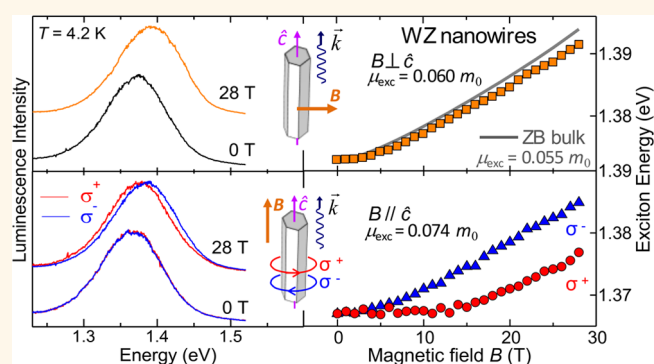 Luminescence Intensity
T = 4.2 K
28 T
0 T
ĉ
k⃗
B
WZ nanowires
B⊥ĉ
μexc = 0.060 m0
ZB bulk
μexc = 0.055 m0
1.39
1.38
1.39
Exciton Energy (eV)
σ+
σ-
28 T
0 T
B
ĉ
k⃗
σ+
σ-
B // ĉ
μexc = 0.074 m0
σ-
σ+
1.38
1.37
1.3 1.4 1.5
Energy (eV)
0 10 20 30
Magnetic field B (T)